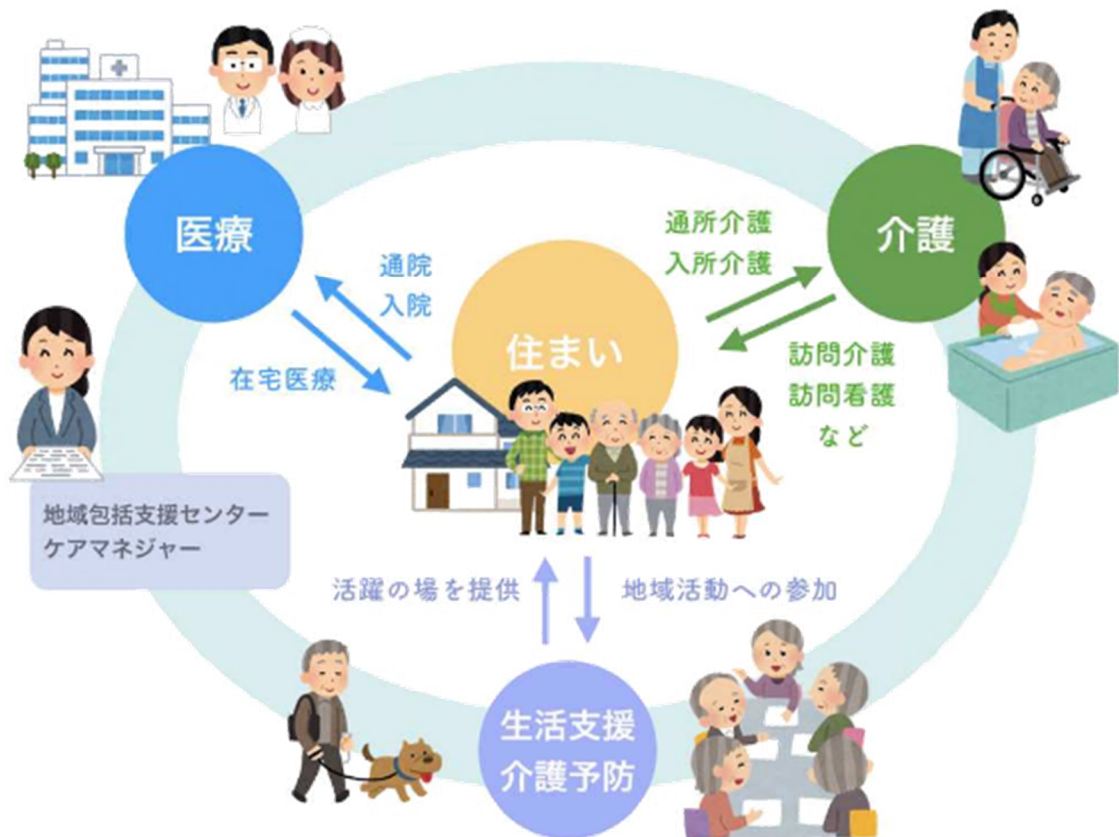 医療
介護
通院
入院
在宅医療
通所介護
入所介護
住まい
訪問介護
訪問看護
など
地域包括支援センター
ケアマネジャー
活躍の場を提供
地域活動への参加
生活支援
介護予防